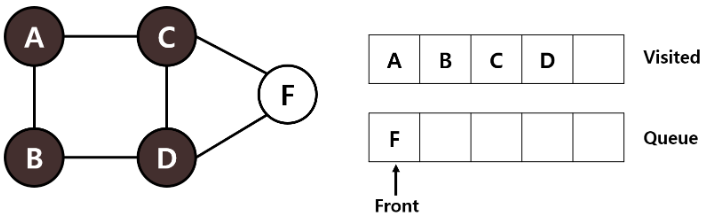 A C
F
B D
A B C D Visited
F Queue
Front